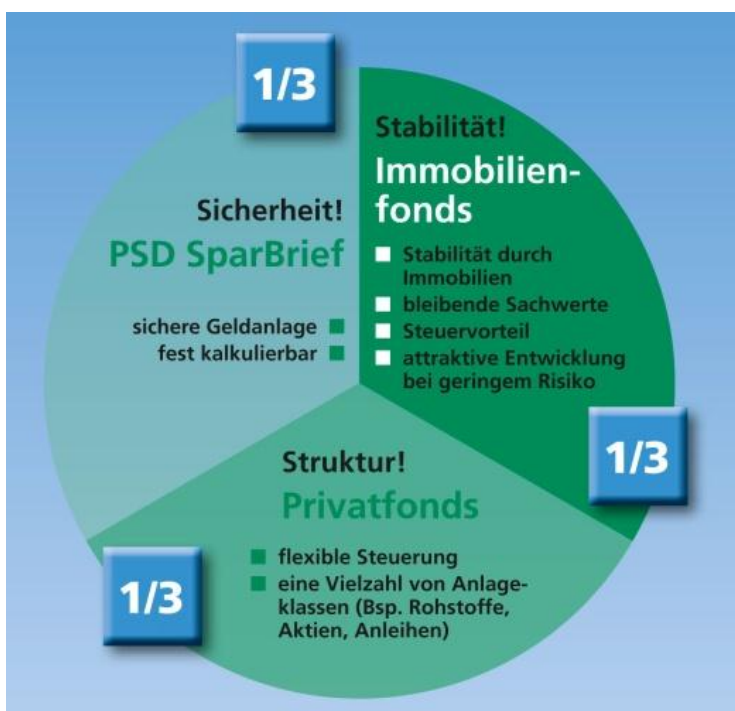 1/3
Sicherheit!
PSD SparBrief
sichere Geldanlage
fest kalkulierbar
Stabilität!
Immobilien-
fonds
Stabilität durch
Immobilien
bleibende Sachwerte
Steuervorteil
attraktive Entwicklung
bei geringem Risiko
1/3
Struktur!
Privatfonds
flexible Steuerung
eine Vielzahl von Anlage-
klassen (Bsp. Rohstoffe,
Aktien, Anleihen)
1/3